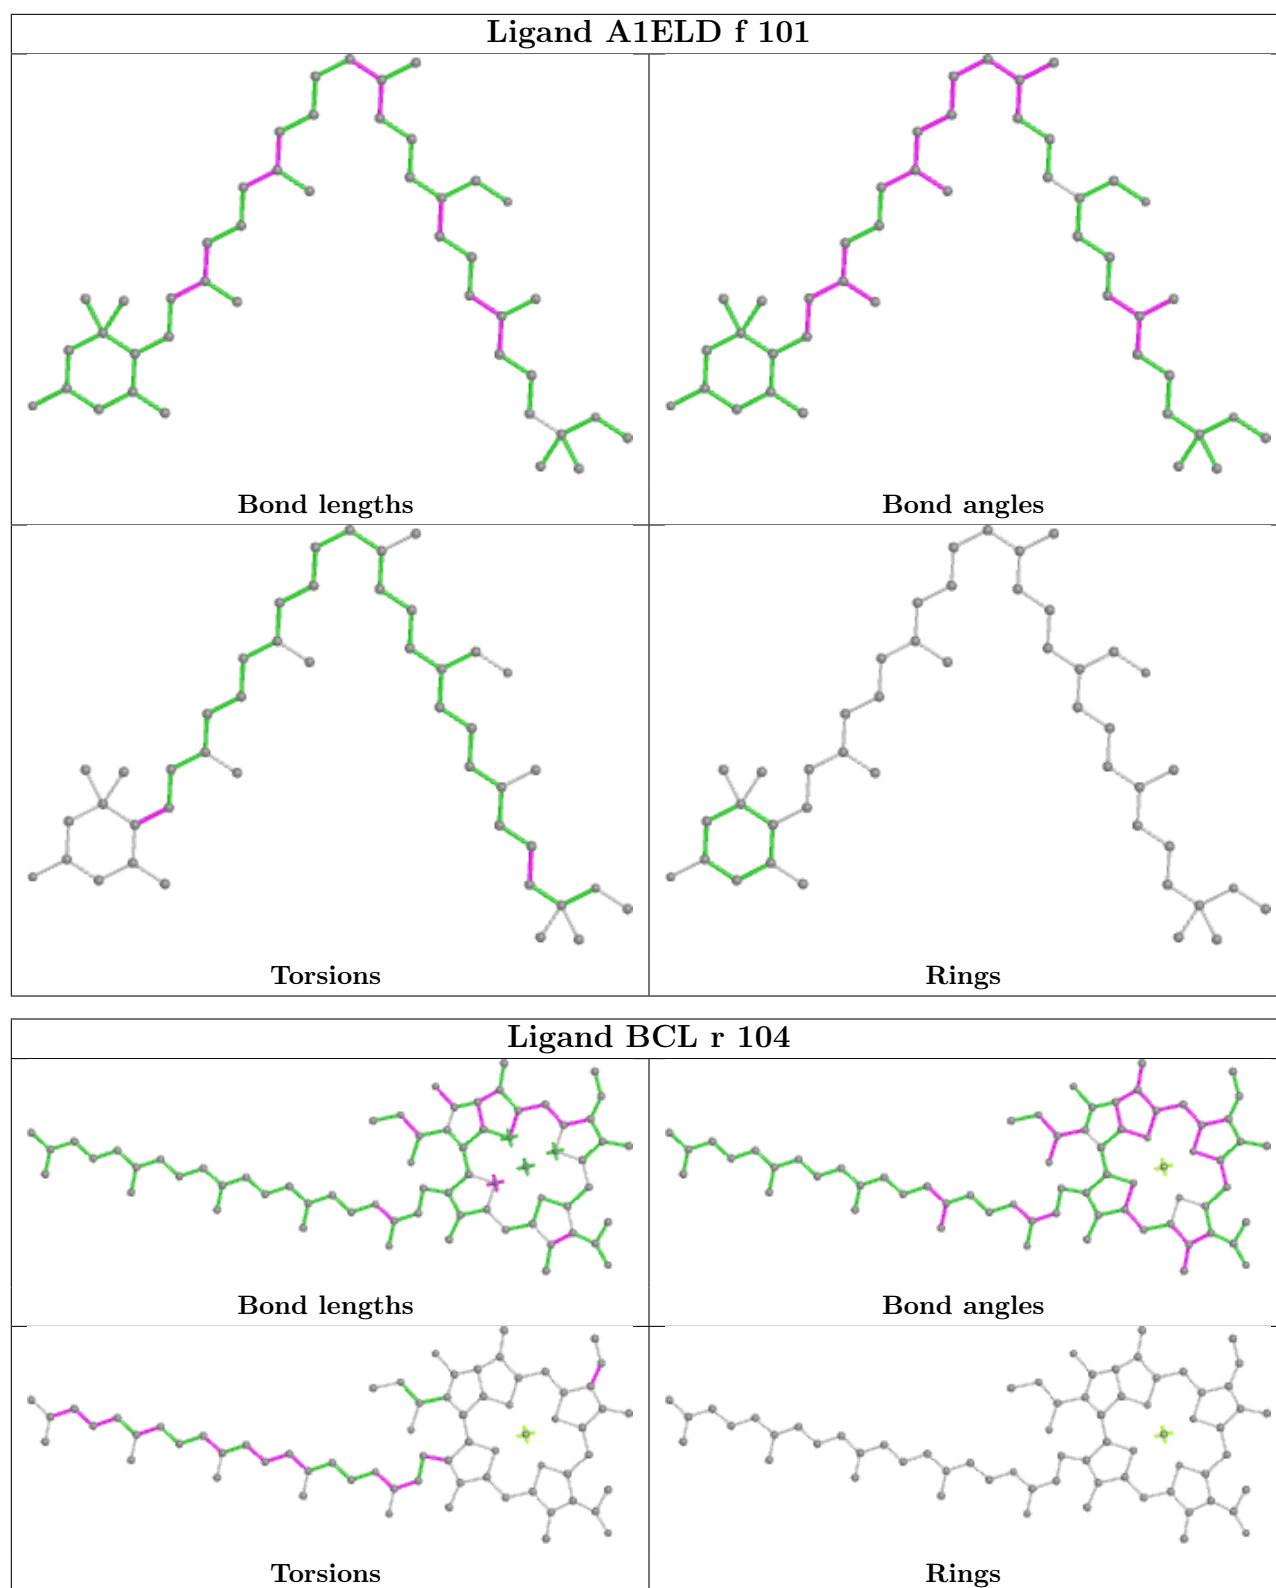 Ligand A1ELD f 101
Bond lengths
Bond angles
Torsions
Rings
Ligand BCL r 104
Bond lengths
Bond angles
Torsions
Rings